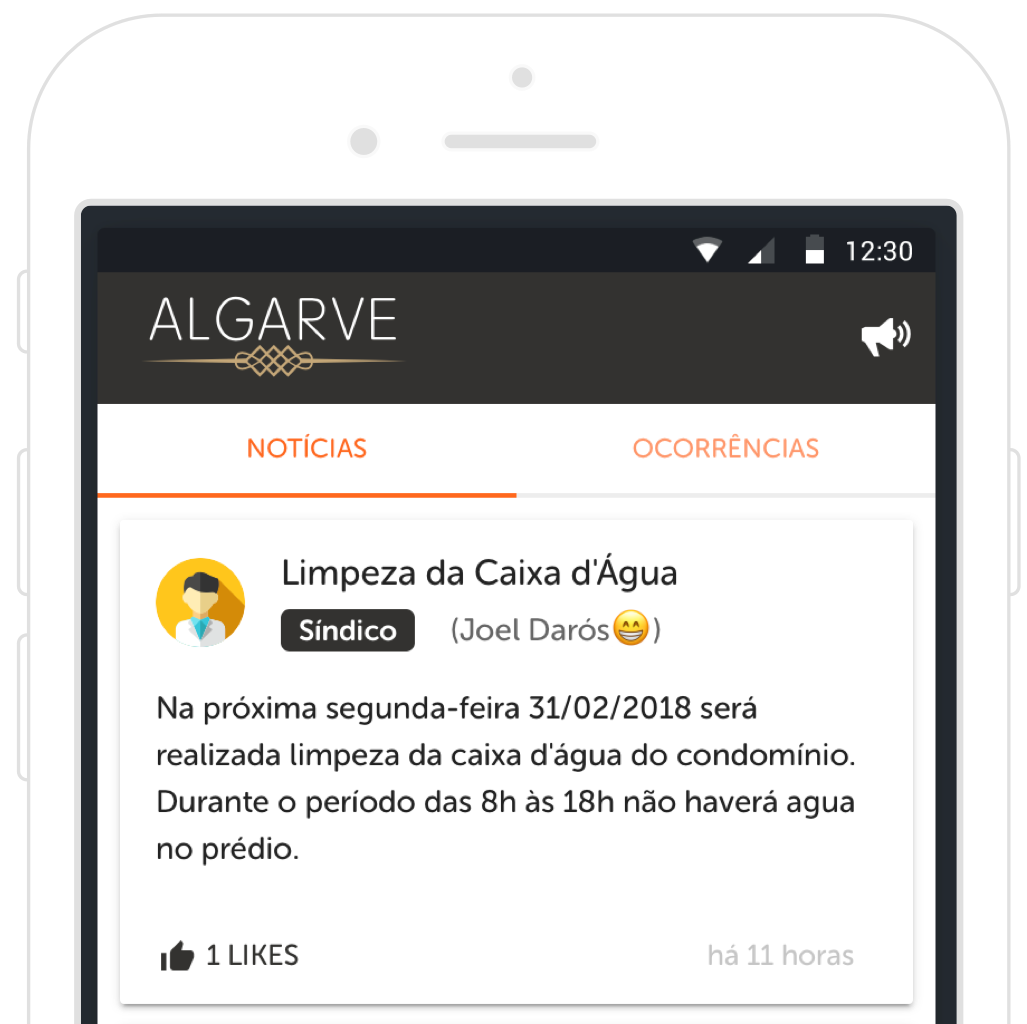 12:30
ALGARVE
NOTÍCIAS OCORRÊNCIAS
Limpeza da Caixa d'Água
Síndico (Joel Darós😁)
Na próxima segunda-feira 31/02/2018 será
realizada limpeza da caixa d'água do condomínio.
Durante o período das 8h às 18h não haverá agua
no prédio.
1 LIKES há 11 horas